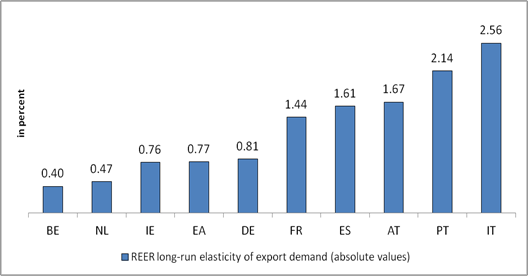 in percent
0.40 0.47 0.76 0.77 0.81 1.44 1.61 1.67 2.14 2.56
BE NL IE EA DE FR ES AT PT IT
REER long-run elasticity of export demand (absolute values)